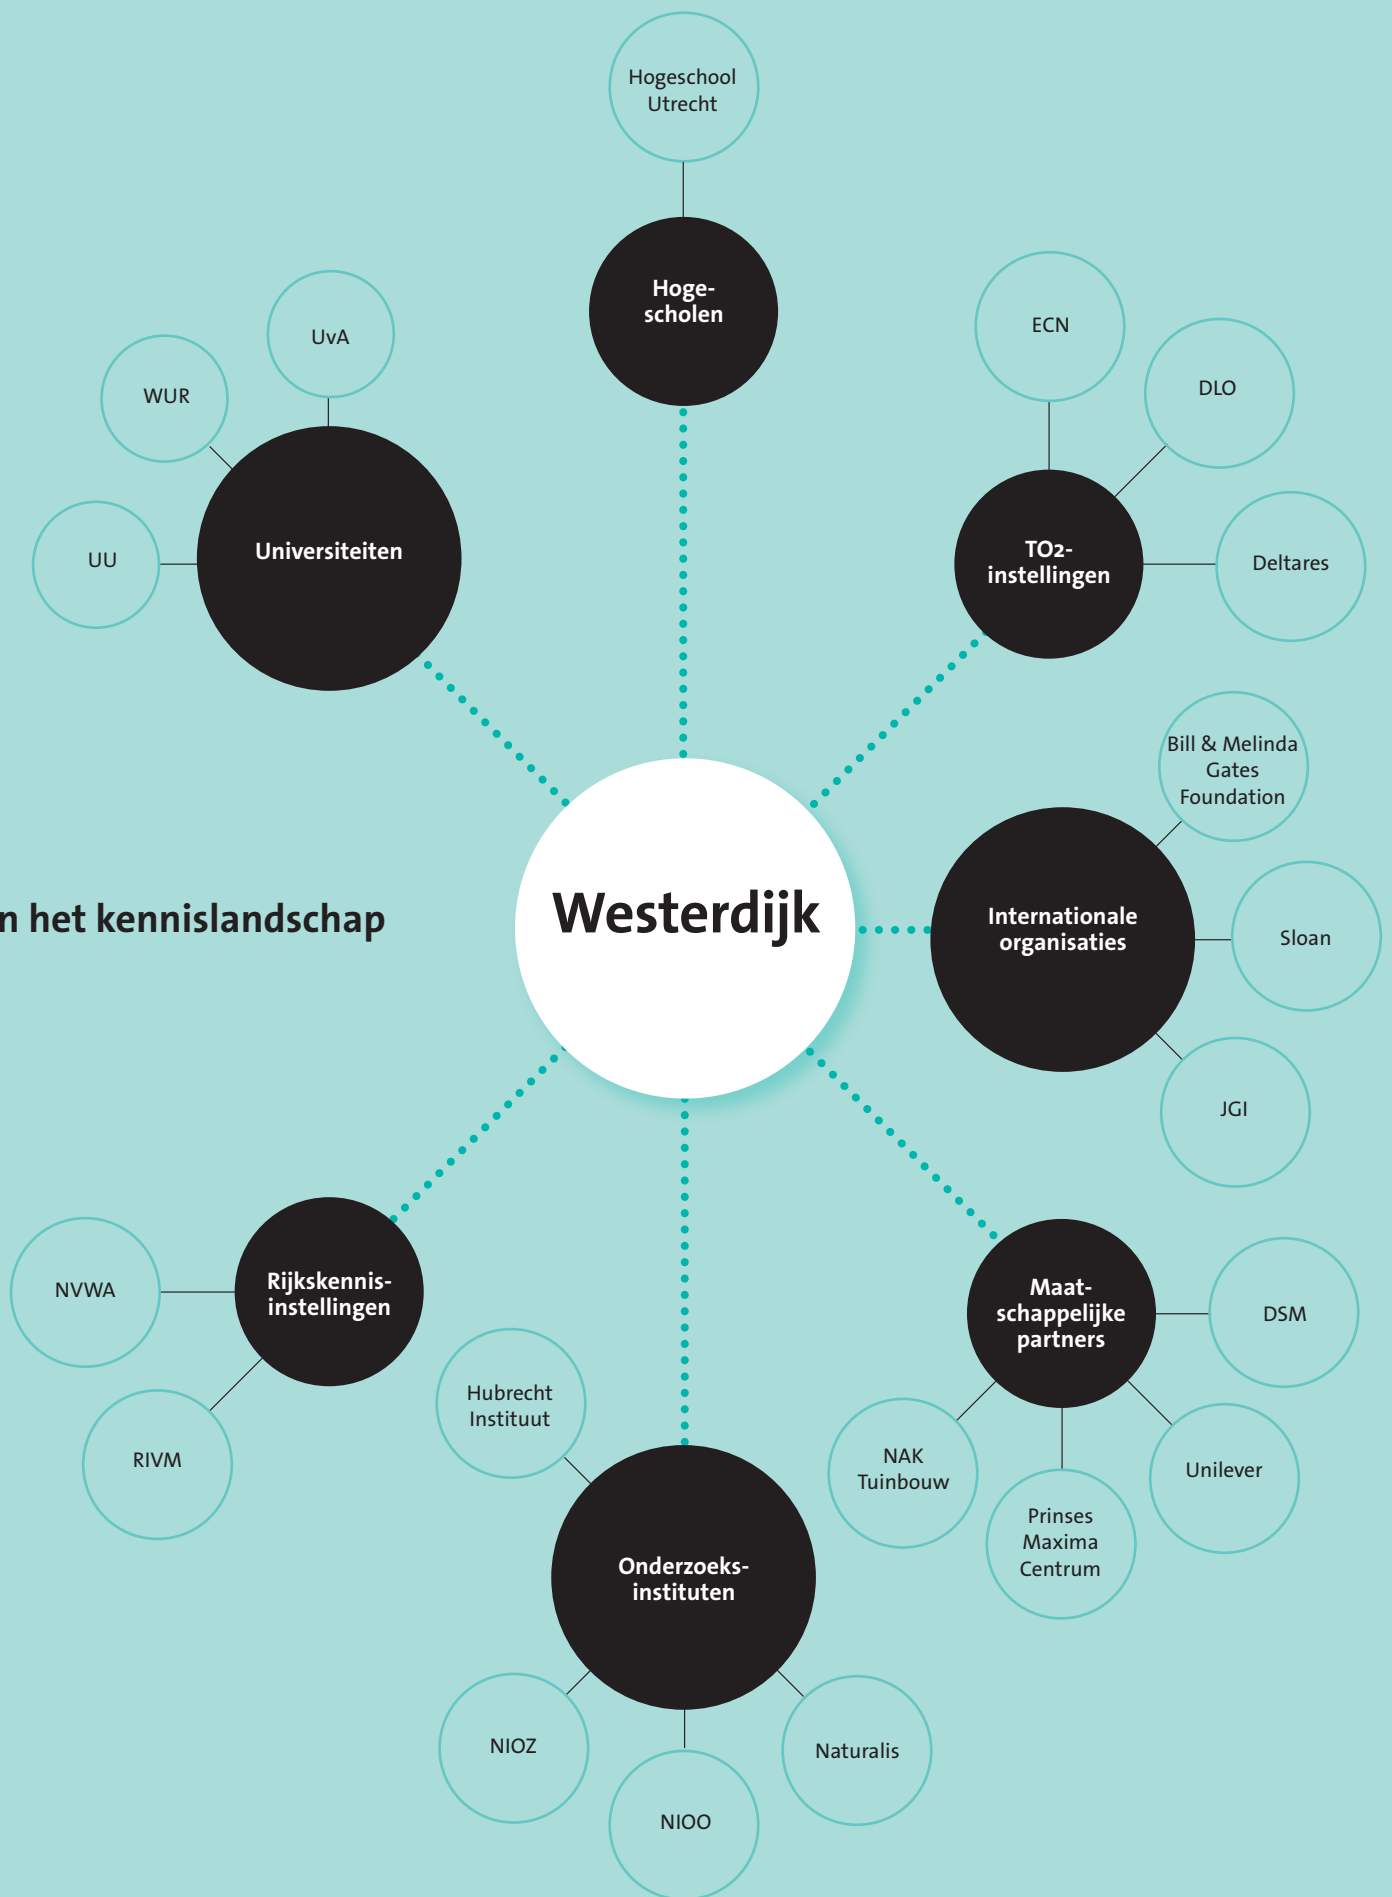 Hogeschool
Utrecht
Hoge-
scholen
UvA
WUR
UU
Universiteiten
ECN
DLO
Deltares
TO2-
instellingen
Bill & Melinda
Gates
Foundation
Sloan
JGI
Internationale
organisaties
n het kennislandschap
Westerdijk
NVWA
RIVM
Rijkskennis-
instellingen
Hubrecht
Instituut
Onderzoeks-
instituten
NIOZ
NIOO
Naturalis
Maat-
schappelijke
partners
DSM
Unilever
Prinses
Maxima
Centrum
NAK
Tuinbouw